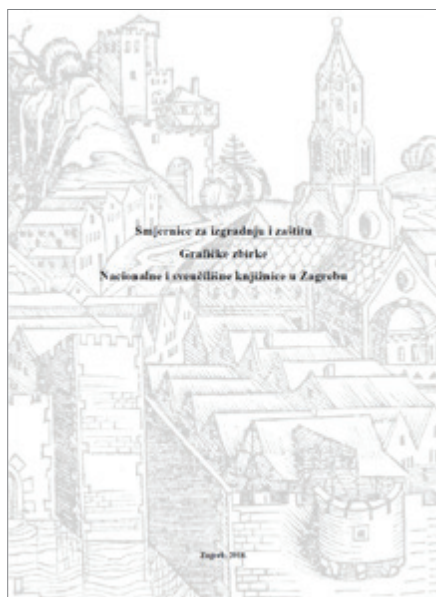 Smjernice za izgradnju i zaštitu
Grafičke zbirke
Nacionalne i sveučilišne knjižnice u Zagrebu
Zagreb, 2016.